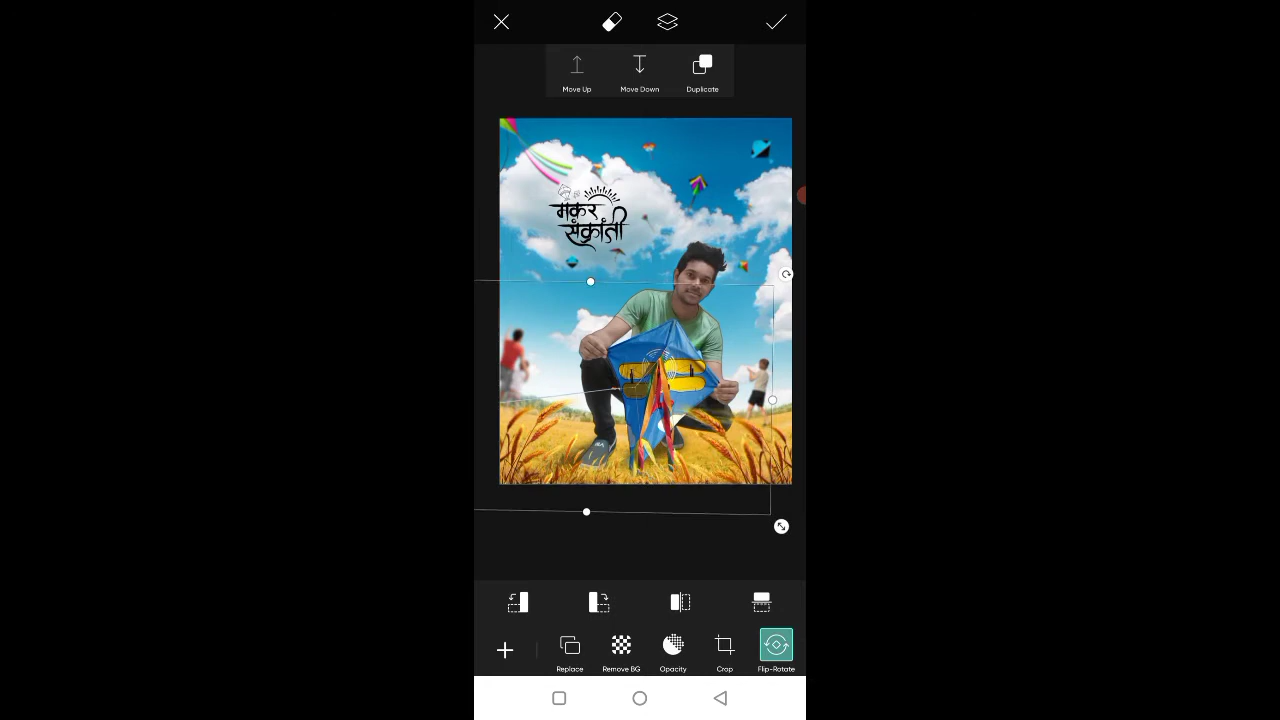 Move Up
Move Down
Duplicate
मकर
संक्रांती
Replace
Remove BG
Opacity
Crop
Flip-Rotate